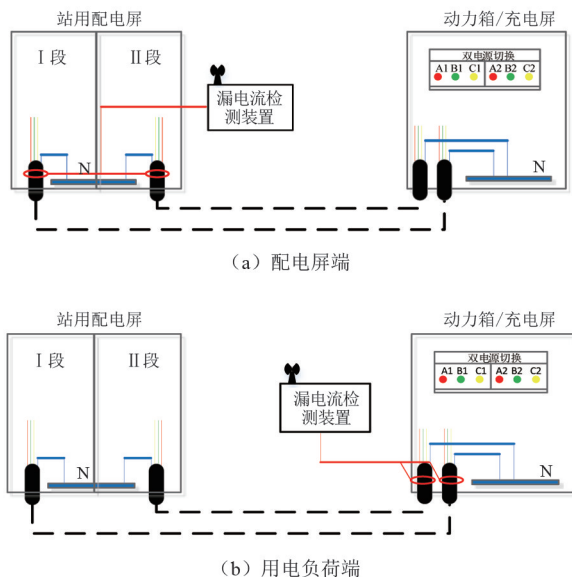 站用配电屏
动力箱/充电屏
Ⅰ段
Ⅱ段
双电源切换
A1 B1 C1 A2 B2 C2
漏电流检
测装置
N
N
（a）配电屏端
站用配电屏
动力箱/充电屏
Ⅰ段
Ⅱ段
双电源切换
A1 B1 C1 A2 B2 C2
漏电流检
测装置
N
N
（b）用电负荷端